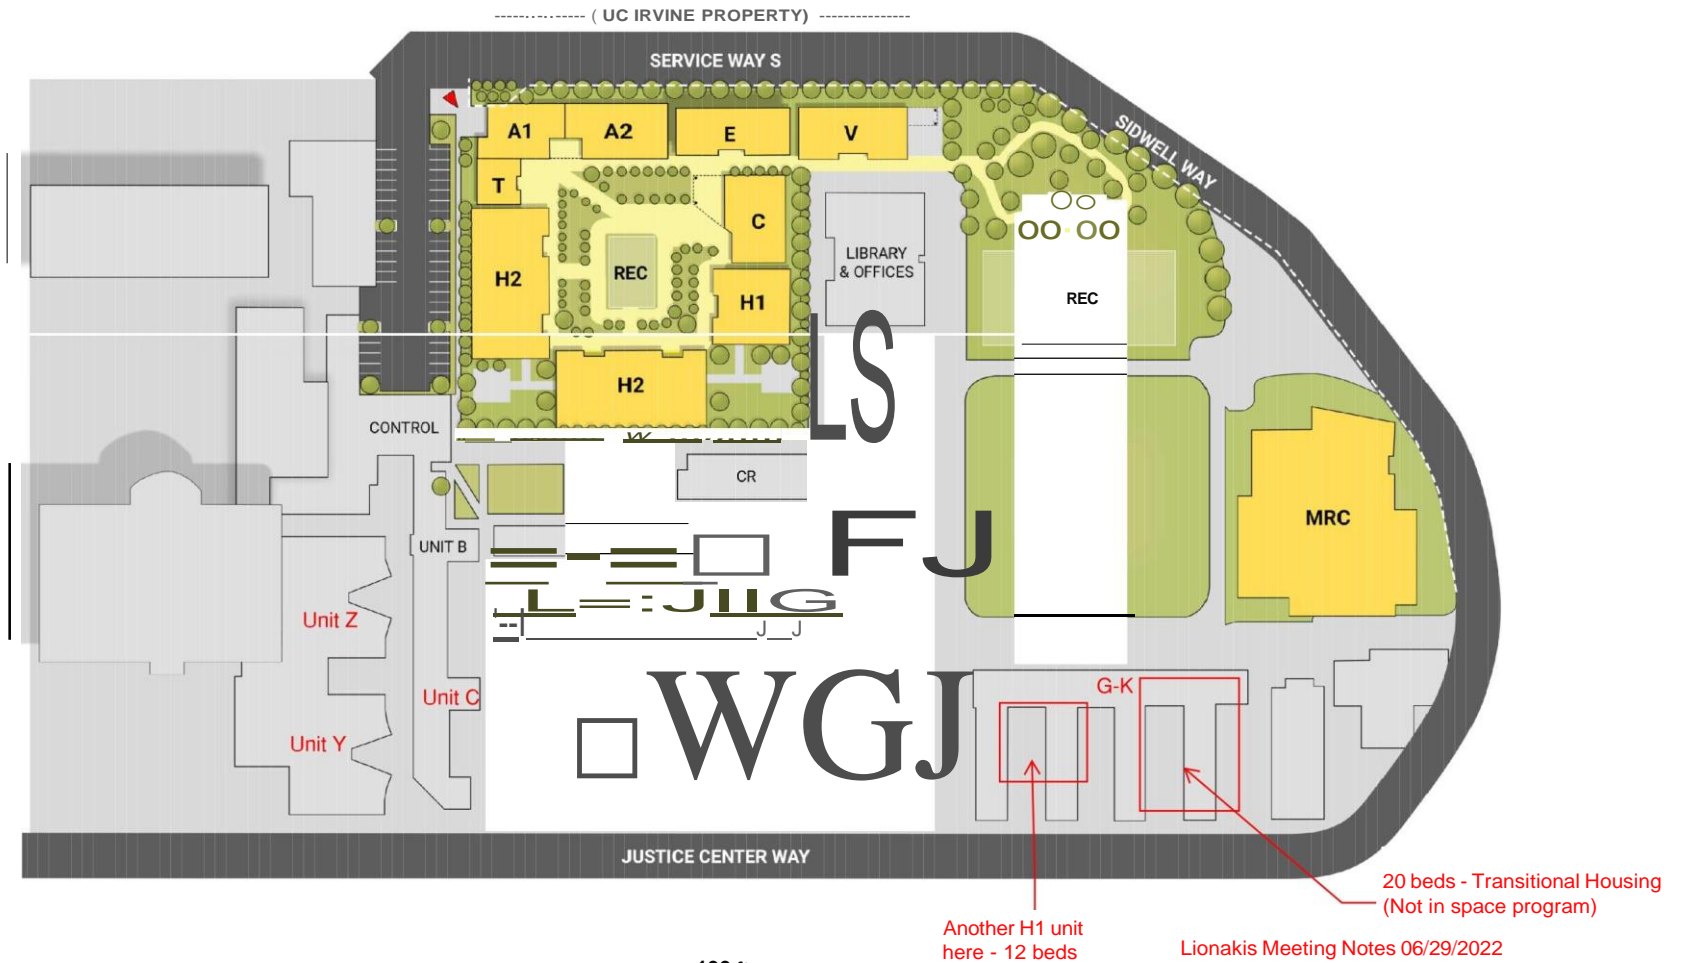 ( UC IRVINE PROPERTY)
SERVICE WAY S
SIDWELL WAY
A1
A2
E
V
T
C
H2
REC
H1
LIBRARY
& OFFICES
REC
LS
H2
CONTROL
CR
MRC
FJ
UNIT B
Unit Z
G-K
Unit C
Unit Y
WGJ
JUSTICE CENTER WAY
20 beds - Transitional Housing
(Not in space program)
Another H1 unit
here - 12 beds
Lionakis Meeting Notes 06/29/2022